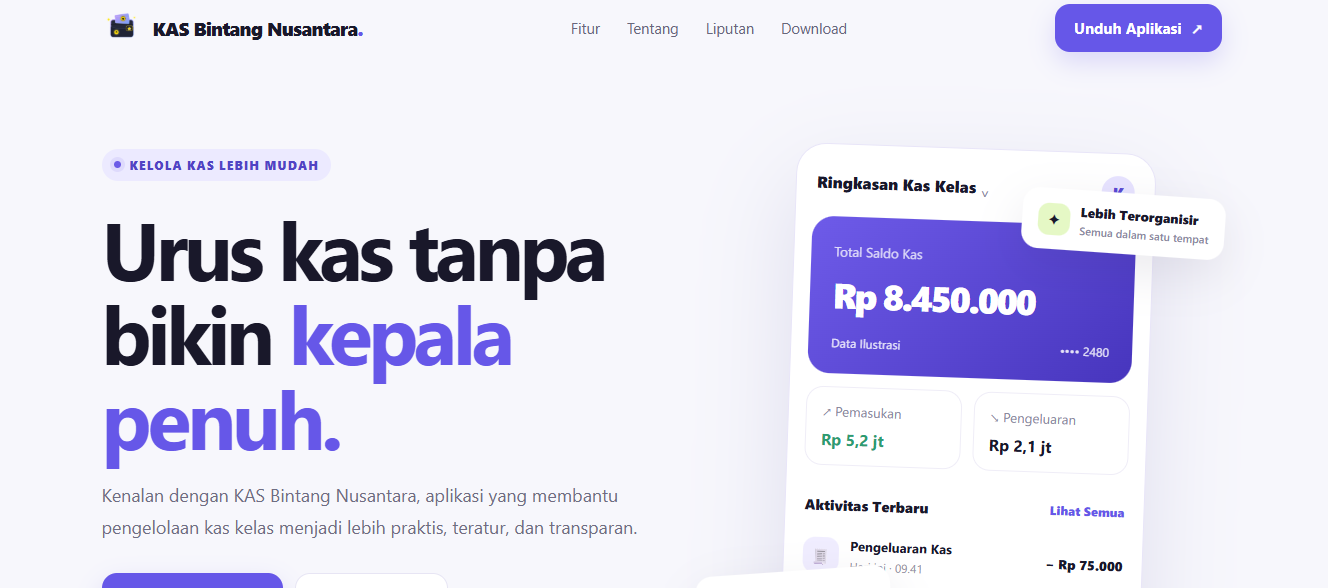 KAS Bintang Nusantara.
Fitur
Tentang
Liputan
Download
Unduh Aplikasi ↗
KELOLA KAS LEBIH MUDAH
Urus kas tanpa
bikin kepala
penuh.
Kenalan dengan KAS Bintang Nusantara, aplikasi yang membantu
pengelolaan kas kelas menjadi lebih praktis, teratur, dan transparan.
Ringkasan Kas Kelas
Lebih Terorganisir
Semua dalam satu tempat
Total Saldo Kas
Rp 8.450.000
Data Ilustrasi
•••• 2480
↗ Pemasukan
Rp 5,2 jt
↘ Pengeluaran
Rp 2,1 jt
Aktivitas Terbaru
Lihat Semua
Pengeluaran Kas
09.41
− Rp 75.000